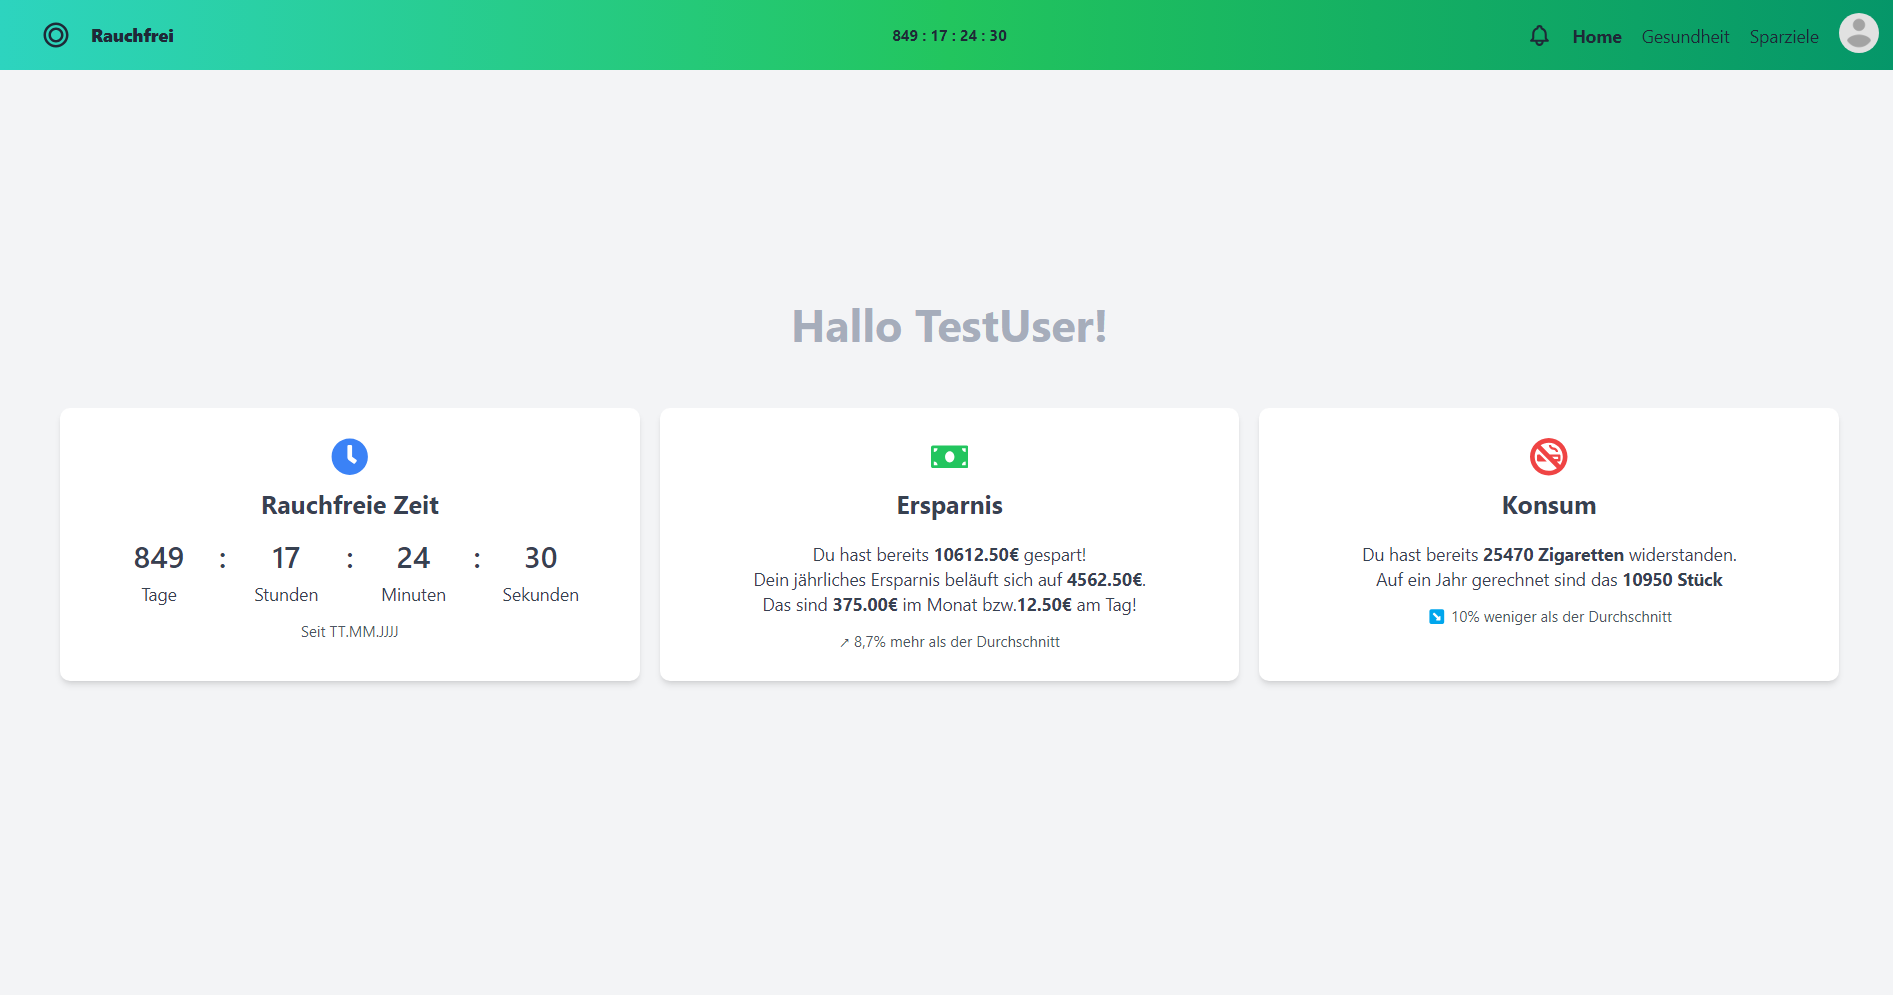 Rauchfrei
849 : 17 : 24 : 30
Home Gesundheit Sparziele
Hallo TestUser!
Rauchfreie Zeit
849 : 17 : 24 : 30
Tage Stunden Minuten Sekunden
Seit TT.MM.JJJJ
Ersparnis
Du hast bereits 10612.50€ gespart!
Dein jährliches Ersparnis beläuft sich auf 4562.50€.
Das sind 375.00€ im Monat bzw.12.50€ am Tag!
↗ 8,7% mehr als der Durchschnitt
Konsum
Du hast bereits 25470 Zigaretten widerstanden.
Auf ein Jahr gerechnet sind das 10950 Stück
↘️ 10% weniger als der Durchschnitt